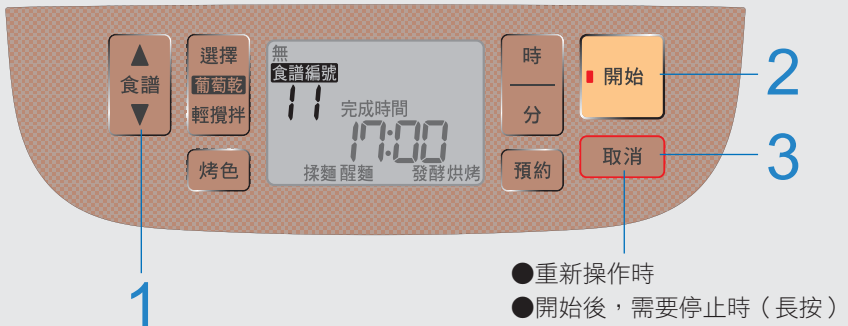 ▲
食譜
▼
選擇
葡萄乾
輕攪拌
烤色
無
食譜編號
11
完成時間
17:00
揉麵 醒麵 發酵 烘烤
時
分
預約
開始
取消
1
2
3
●重新操作時
●開始後，需要停止時（長按）